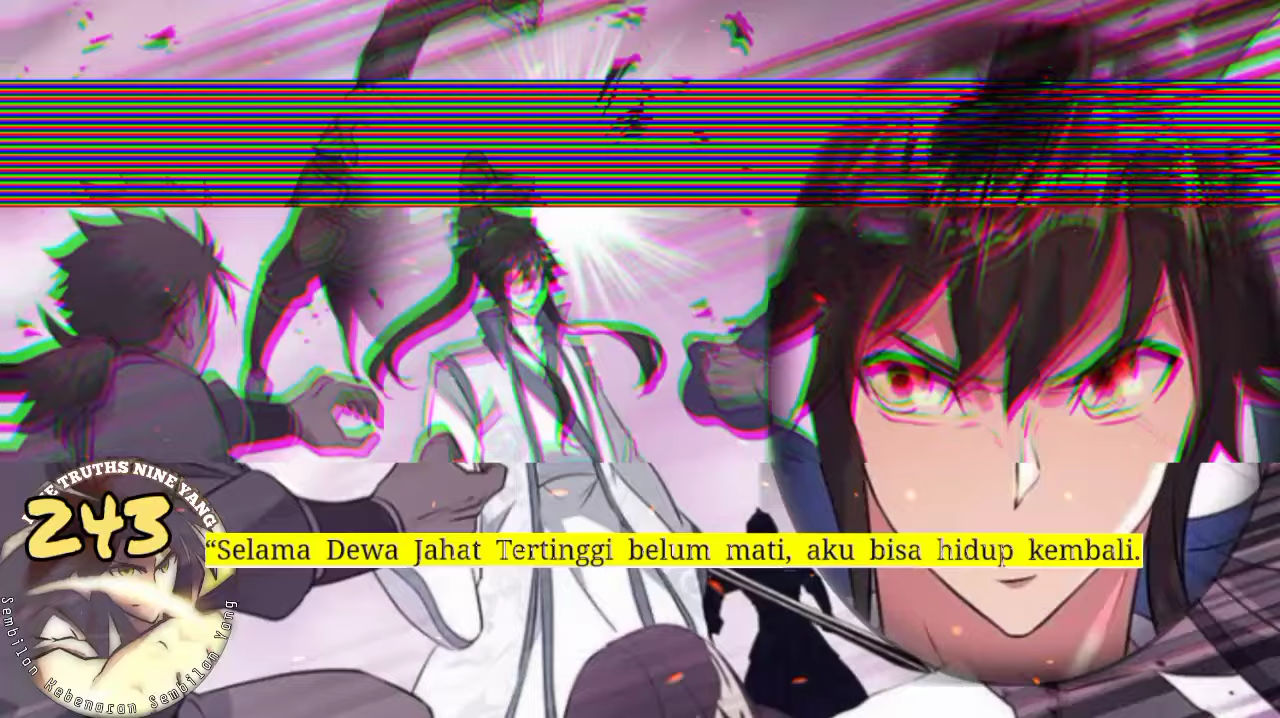 TRUTHS NINE YANG
243
“Selama Dewa Jahat Tertinggi belum mati, aku bisa hidup kembali.
Sembilan Kebenaran Sembilan Yang